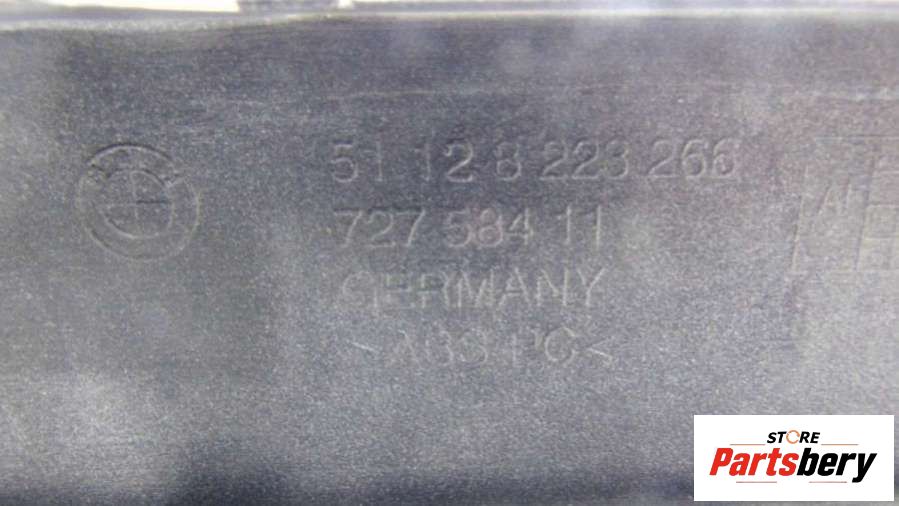 51 12 8 223 266
727 584 11
GERMANY
>ABS+PC<
STORE
Partsbery